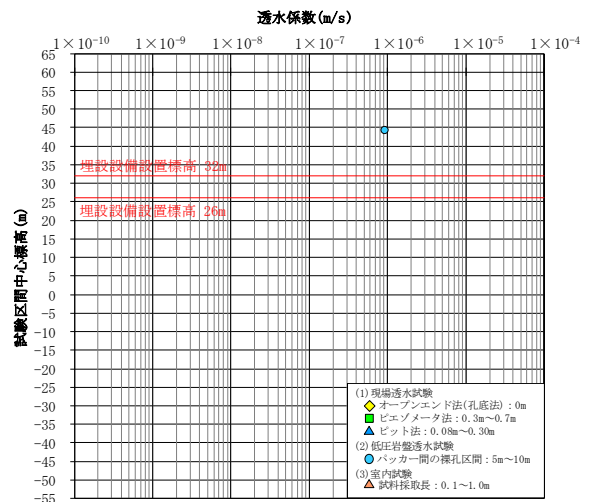 透水係数(m/s)
1×10⁻¹⁰ 1×10⁻⁹ 1×10⁻⁸ 1×10⁻⁷ 1×10⁻⁶ 1×10⁻⁵ 1×10⁻⁴
試験区間中心標高(m)
65
60
55
50
45
40
35
30
25
20
15
10
5
0
-5
-10
-15
-20
-25
-30
-35
-40
-45
-50
-55
埋設設備設置標高 32m
埋設設備設置標高 26m
(1)現場透水試験
オープンエンド法(孔底法):0m
ピエゾメータ法:0.3m~0.7m
ピット法:0.08m~0.30m
(2)低圧岩盤透水試験
パッカー間の裸孔区間:5m~10m
(3)室内試験
試料採取長:0.1~1.0m